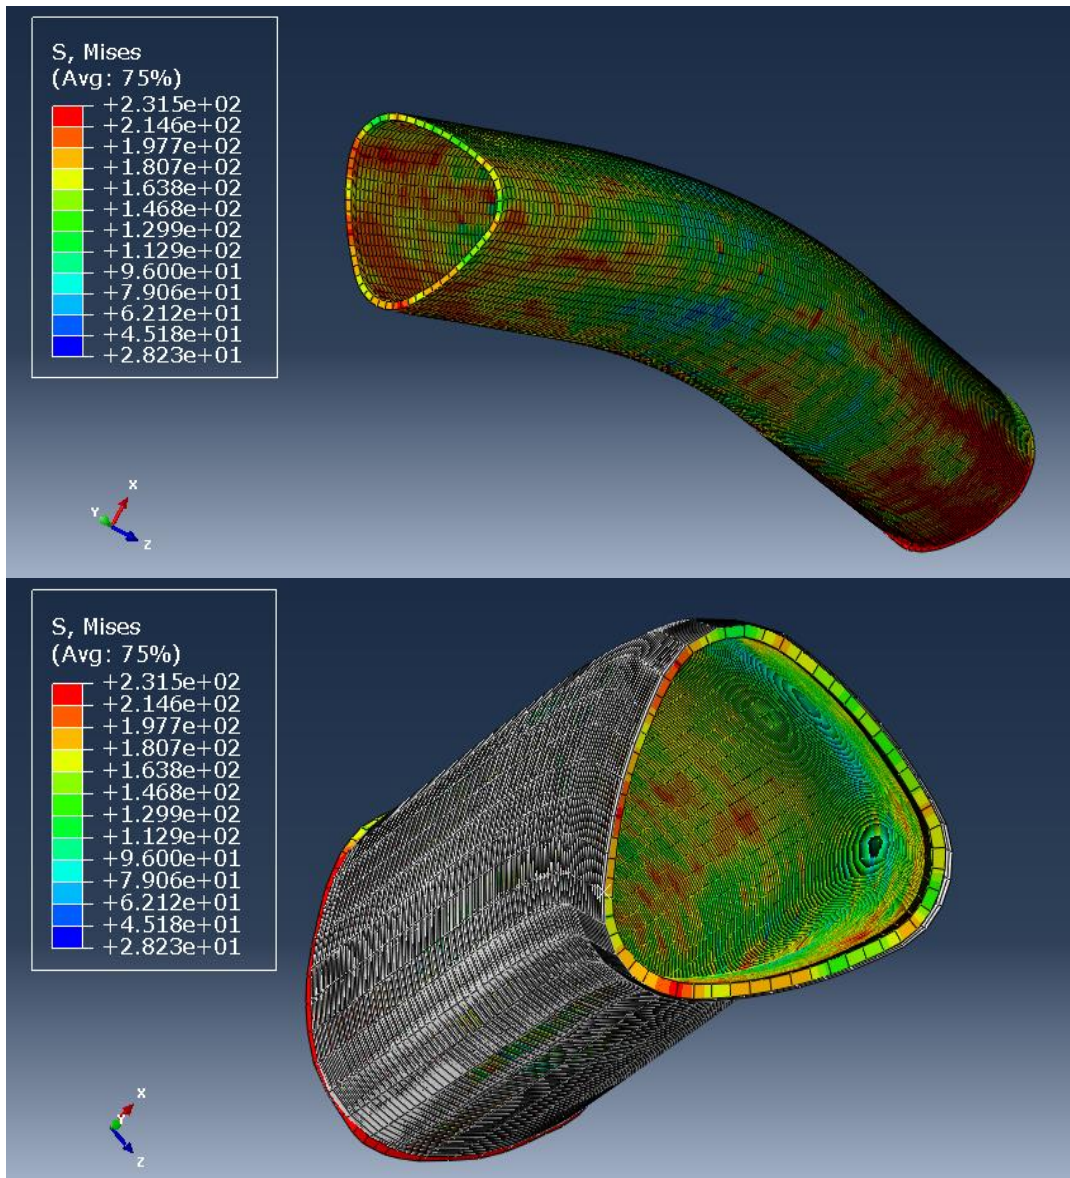 S, Mises
(Avg: 75%)
+2.315e+02
+2.146e+02
+1.977e+02
+1.807e+02
+1.638e+02
+1.468e+02
+1.299e+02
+1.129e+02
+9.600e+01
+7.906e+01
+6.212e+01
+4.518e+01
+2.823e+01
X
Y
Z
S, Mises
(Avg: 75%)
+2.315e+02
+2.146e+02
+1.977e+02
+1.807e+02
+1.638e+02
+1.468e+02
+1.299e+02
+1.129e+02
+9.600e+01
+7.906e+01
+6.212e+01
+4.518e+01
+2.823e+01
X
Y
Z